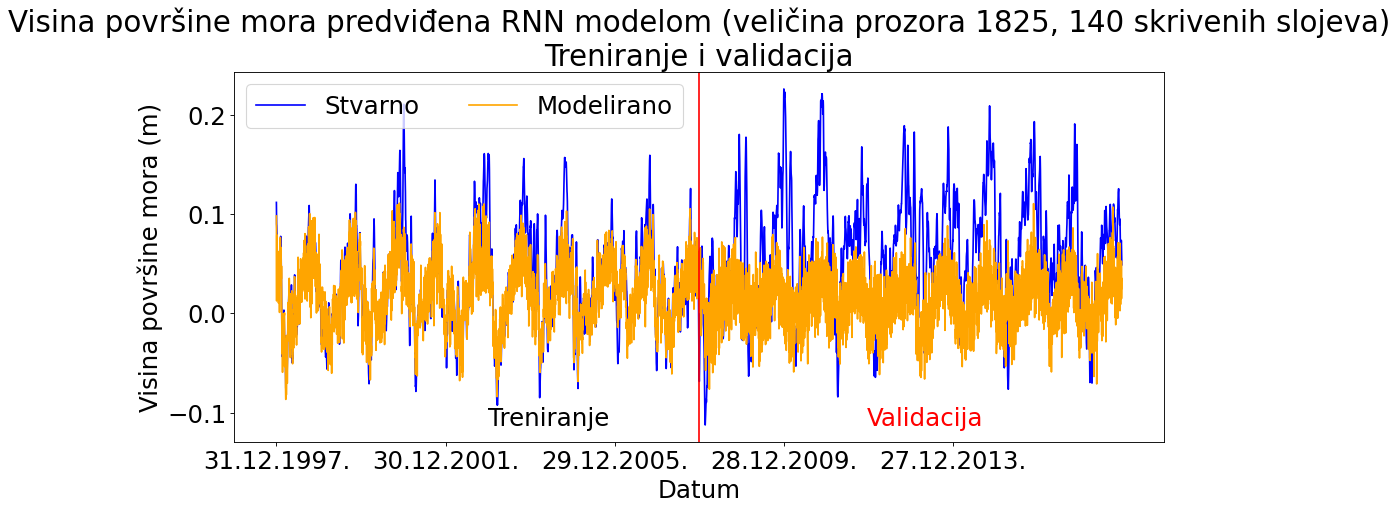 Visina površine mora predviđena RNN modelom (veličina prozora 1825, 140 skrivenih slojeva)
Treniranje i validacija
Stvarno
Modelirano
Visina površine mora (m)
0.2
0.1
0.0
−0.1
Treniranje
Validacija
31.12.1997.
30.12.2001.
29.12.2005.
28.12.2009.
27.12.2013.
Datum